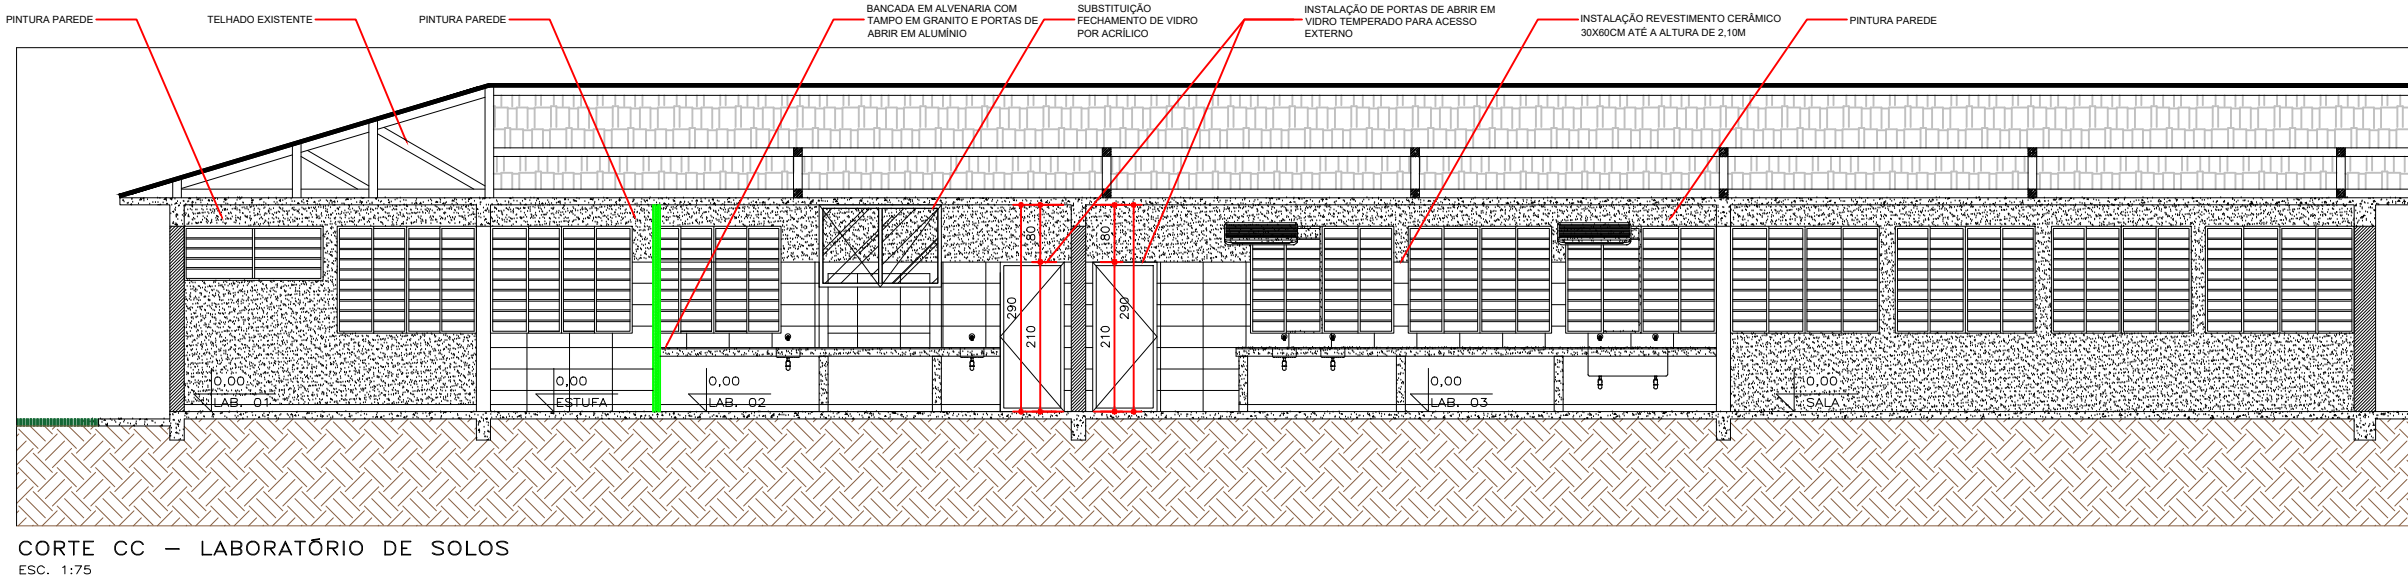 PINTURA PAREDE
TELHADO EXISTENTE
PINTURA PAREDE
BANCADA EM ALVENARIA COM
TAMPO EM GRANITO E PORTAS DE
ABRIR EM ALUMÍNIO
SUBSTITUIÇÃO
FECHAMENTO DE VIDRO
POR ACRÍLICO
INSTALAÇÃO DE PORTAS DE ABRIR EM
VIDRO TEMPERADO PARA ACESSO
EXTERNO
INSTALAÇÃO REVESTIMENTO CERÂMICO
30X60CM ATÉ A ALTURA DE 2,10M
PINTURA PAREDE
80
80
290
210
210
290
0,00
LAB. 01
0,00
ESTUFA
0,00
LAB. 02
0,00
LAB. 03
0,00
SALA
CORTE CC – LABORATÓRIO DE SOLOS
ESC. 1:75